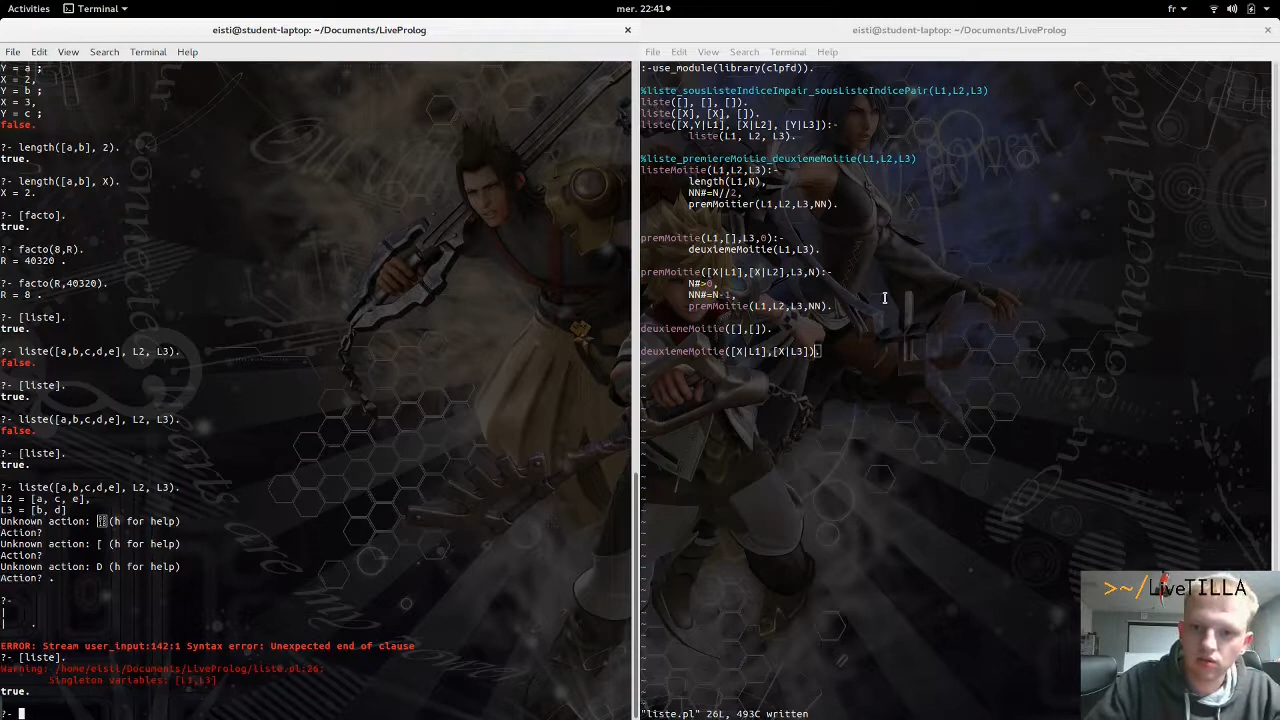 Activities Terminal mer. 22:41 fr
eisti@student-laptop: ~/Documents/LiveProlog ×
File Edit View Search Terminal Help
Y = a ;
X = 2,
Y = b ;
X = 3,
Y = c ;
false.
?- length([a,b], 2).
true.
?- length([a,b], X).
X = 2.
?- [facto].
true.
?- facto(8,R).
R = 40320 .
?- facto(R,40320).
R = 8 .
?- [liste].
true.
?- liste([a,b,c,d,e], L2, L3).
false.
?- [liste].
true.
?- liste([a,b,c,d,e], L2, L3).
false.
?- [liste].
true.
?- liste([a,b,c,d,e], L2, L3).
L2 = [a, c, e],
L3 = [b, d]
Unknown action: (h for help)
Action?
Unknown action: [ (h for help)
Action?
Unknown action: D (h for help)
Action? .
?-
|
| .
ERROR: Stream user_input:142:1 Syntax error: Unexpected end of clause
?- [liste].
Warning: /home/eisti/Documents/LiveProlog/liste.pl:26:
Singleton variables: [L1,L3]
true.
?-
eisti@student-laptop: ~/Documents/LiveProlog ×
File Edit View Search Terminal Help
:-use_module(library(clpfd)).
%liste_sousListeIndiceImpair_sousListeIndicePair(L1,L2,L3)
liste([], [], []).
liste([X], [X], []).
liste([X,Y|L1], [X|L2], [Y|L3]):-
liste(L1, L2, L3).
%liste_premiereMoitie_deuxiemeMoitie(L1,L2,L3)
listeMoitie(L1,L2,L3):-
length(L1,N),
NN#=N//2,
premMoitier(L1,L2,L3,NN).
premMoitie(L1,[],L3,0):-
deuxiemeMoitie(L1,L3).
premMoitie([X|L1],[X|L2],L3,N):-
N#>0,
NN#=N-1,
premMoitie(L1,L2,L3,NN).
deuxiemeMoitie([],[]).
deuxiemeMoitie([X|L1],[X|L3]).
~
~
~
"liste.pl" 26L, 493C written
>~/LiveTILLA